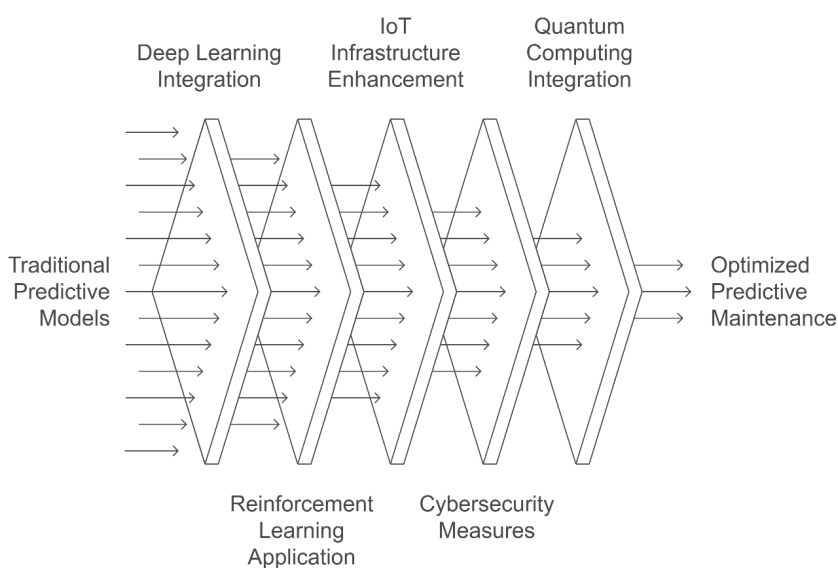 Deep Learning
Integration
IoT
Infrastructure
Enhancement
Quantum
Computing
Integration
Traditional
Predictive
Models
Optimized
Predictive
Maintenance
Reinforcement
Learning
Application
Cybersecurity
Measures